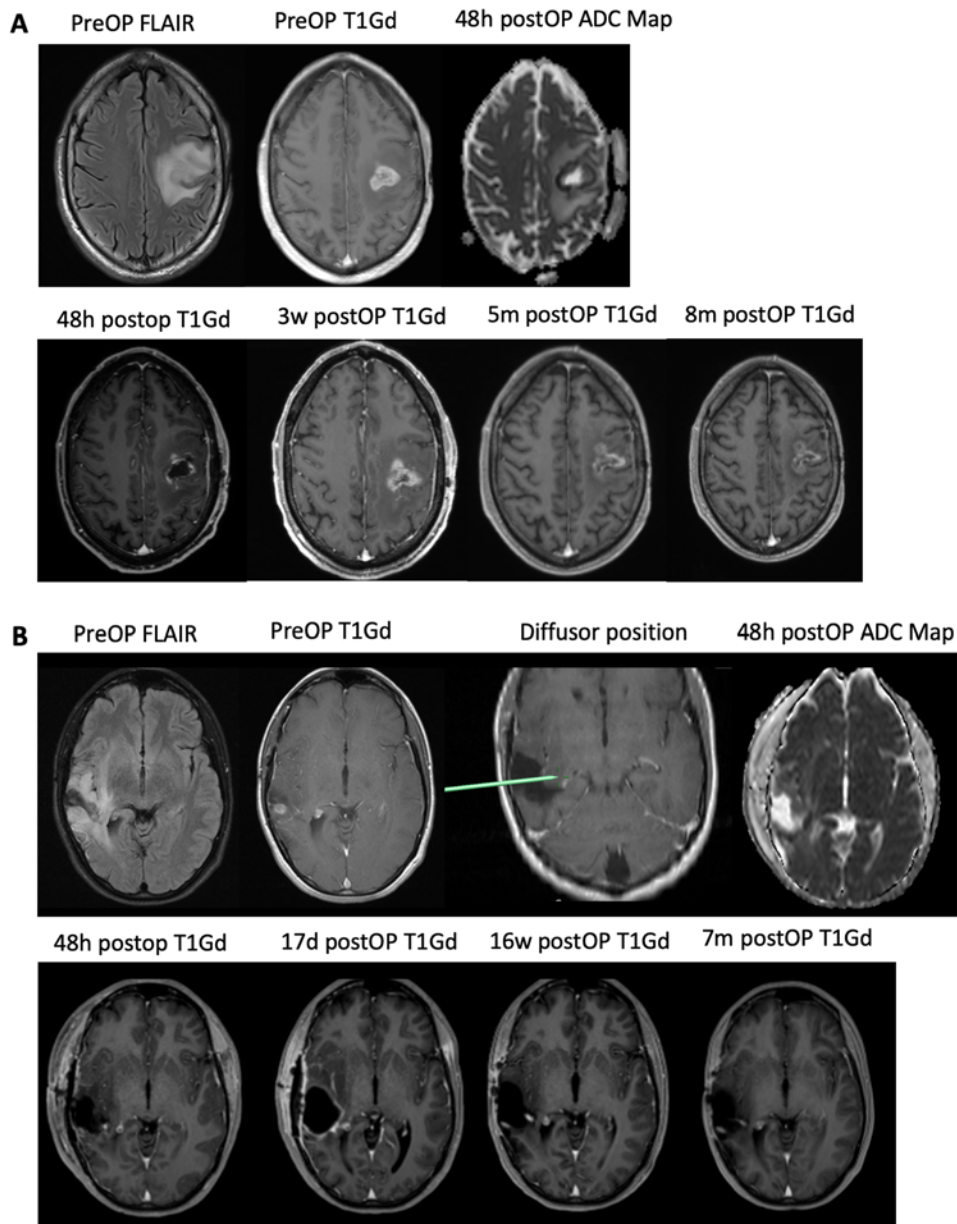 A
PreOP FLAIR PreOP T1Gd 48h postOP ADC Map
48h postop T1Gd 3w postOP T1Gd 5m postOP T1Gd 8m postOP T1Gd
B
PreOP FLAIR PreOP T1Gd Diffusor position 48h postOP ADC Map
48h postop T1Gd 17d postOP T1Gd 16w postOP T1Gd 7m postOP T1Gd